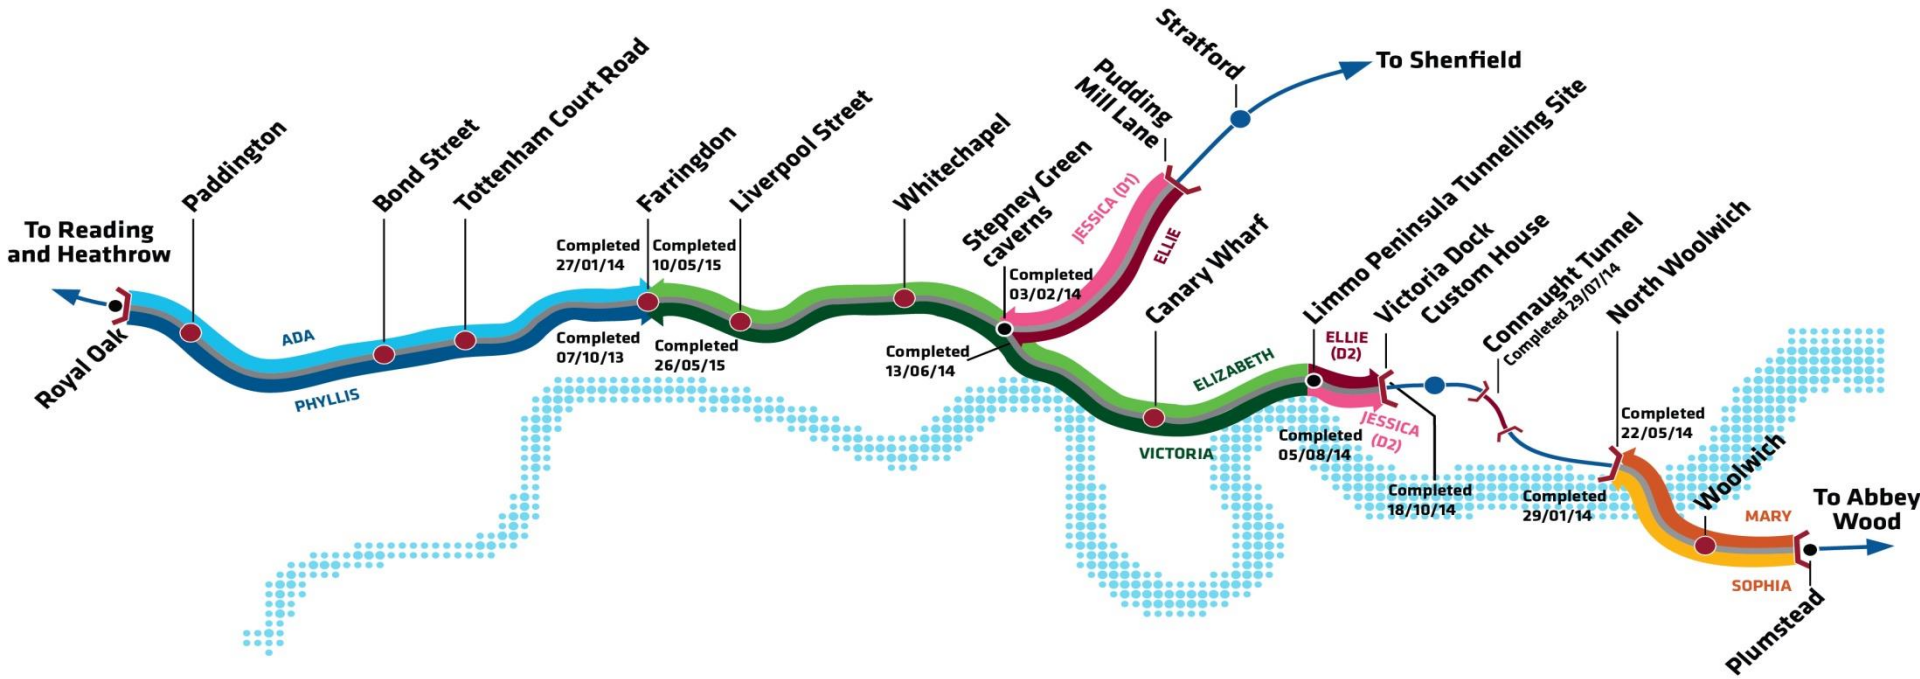 To Reading
and Heathrow
Royal Oak
Paddington
Bond Street
Tottenham Court Road
ADA
PHYLLIS
Farringdon
Completed
27/01/14
Completed
10/05/15
Completed
07/10/13
Completed
26/05/15
Liverpool Street
Whitechapel
Stepney Green
caverns
Completed
03/02/14
Completed
13/06/14
JESSICA (D1)
ELLIE
Pudding
Mill Lane
Stratford
To Shenfield
Canary Wharf
ELIZABETH
VICTORIA
Limmo Peninsula Tunnelling Site
ELLIE
(D2)
JESSICA
(D2)
Completed
05/08/14
Victoria Dock
Completed
18/10/14
Custom House
Connaught Tunnel
Completed 29/07/14
North Woolwich
Completed
22/05/14
Completed
29/01/14
Woolwich
MARY
SOPHIA
Plumstead
To Abbey
Wood